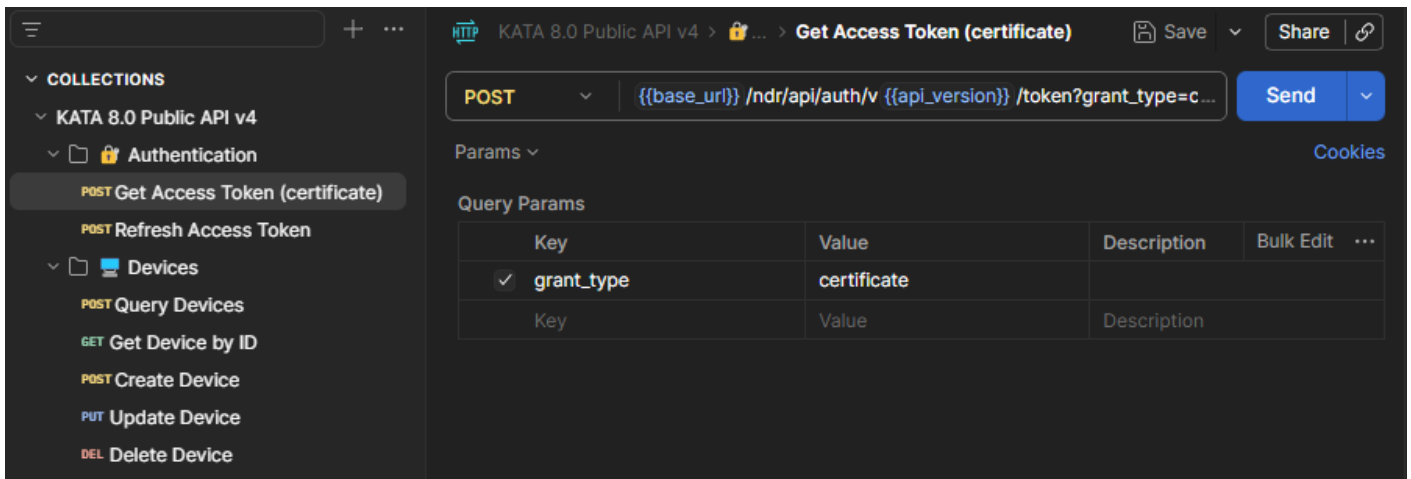 COLLECTIONS
KATA 8.0 Public API v4
Authentication
POST Get Access Token (certificate)
POST Refresh Access Token
Devices
POST Query Devices
GET Get Device by ID
POST Create Device
PUT Update Device
DEL Delete Device
HTTP KATA 8.0 Public API v4 > ... > Get Access Token (certificate) Save Share
POST {{base_url}} /ndr/api/auth/v {{api_version}} /token?grant_type=c... Send
Params Cookies
Query Params
Key Value Description Bulk Edit
grant_type certificate
Key Value Description